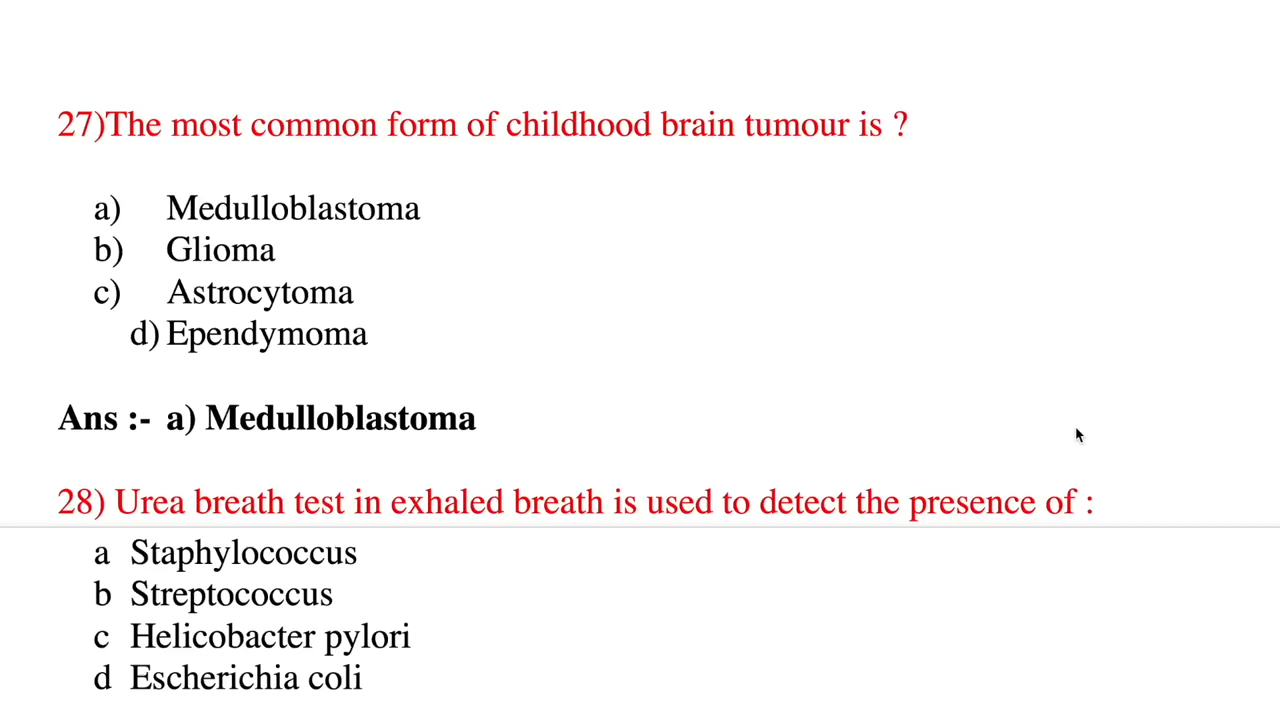 27)The most common form of childhood brain tumour is ?
a) Medulloblastoma
b) Glioma
c) Astrocytoma
d) Ependymoma
Ans :- a) Medulloblastoma
28) Urea breath test in exhaled breath is used to detect the presence of :
a Staphylococcus
b Streptococcus
c Helicobacter pylori
d Escherichia coli